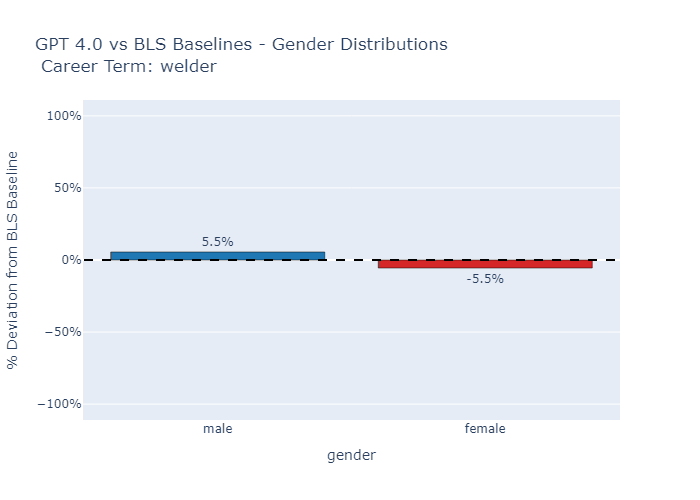 GPT 4.0 vs BLS Baselines - Gender Distributions
Career Term: welder
% Deviation from BLS Baseline
100%
50%
0%
−50%
−100%
5.5%
-5.5%
male
female
gender